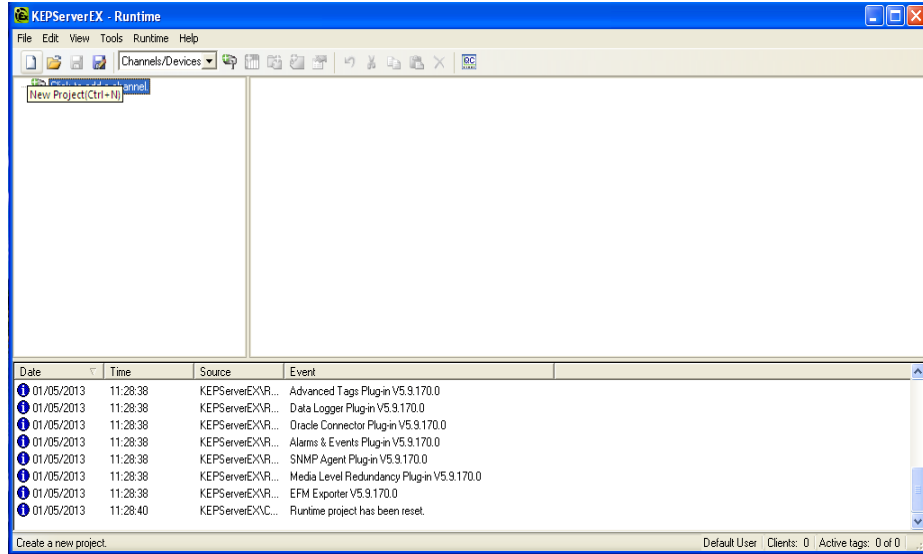 KEPServerEX - Runtime
File Edit View Tools Runtime Help
Channels/Devices
QC
Click to add a channel.
New Project(Ctrl+N)
Date Time Source Event
01/05/2013 11:28:38 KEPServerEX\R... Advanced Tags Plug-in V5.9.170.0
01/05/2013 11:28:38 KEPServerEX\R... Data Logger Plug-in V5.9.170.0
01/05/2013 11:28:38 KEPServerEX\R... Oracle Connector Plug-in V5.9.170.0
01/05/2013 11:28:38 KEPServerEX\R... Alarms & Events Plug-in V5.9.170.0
01/05/2013 11:28:38 KEPServerEX\R... SNMP Agent Plug-in V5.9.170.0
01/05/2013 11:28:38 KEPServerEX\R... Media Level Redundancy Plug-in V5.9.170.0
01/05/2013 11:28:38 KEPServerEX\R... EFM Exporter V5.9.170.0
01/05/2013 11:28:40 KEPServerEX\C... Runtime project has been reset.
Create a new project. Default User Clients: 0 Active tags: 0 of 0